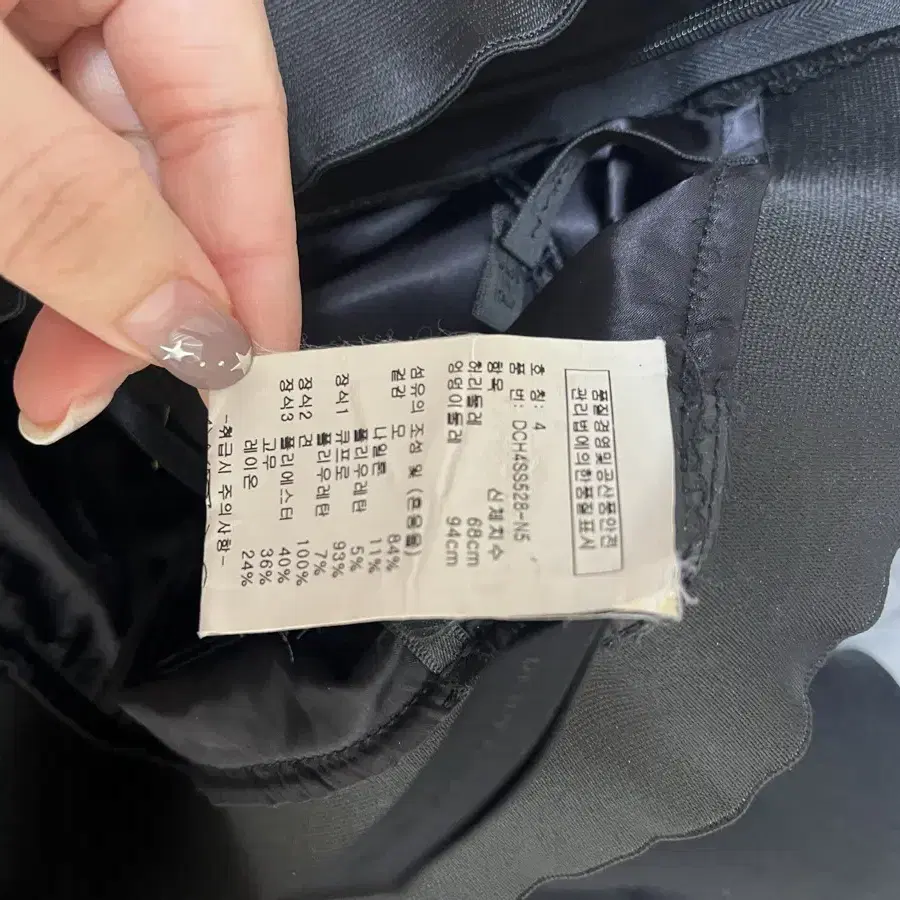 품질경영및공산품안전
관리법에의한품질표시
호 칭: 4
품 번: DCH4SS528-N5
항목 신체치수
허리둘레 68cm
엉덩이둘레 94cm
섬유의 조성 및 (혼용률)
겉감 모 84%
나일론 11%
폴리우레탄 5%
장식1 큐프로 93%
폴리우레탄 7%
장식2 견 100%
장식3 폴리에스터 40%
고무 36%
레이온 24%
-취급시 주의사항-